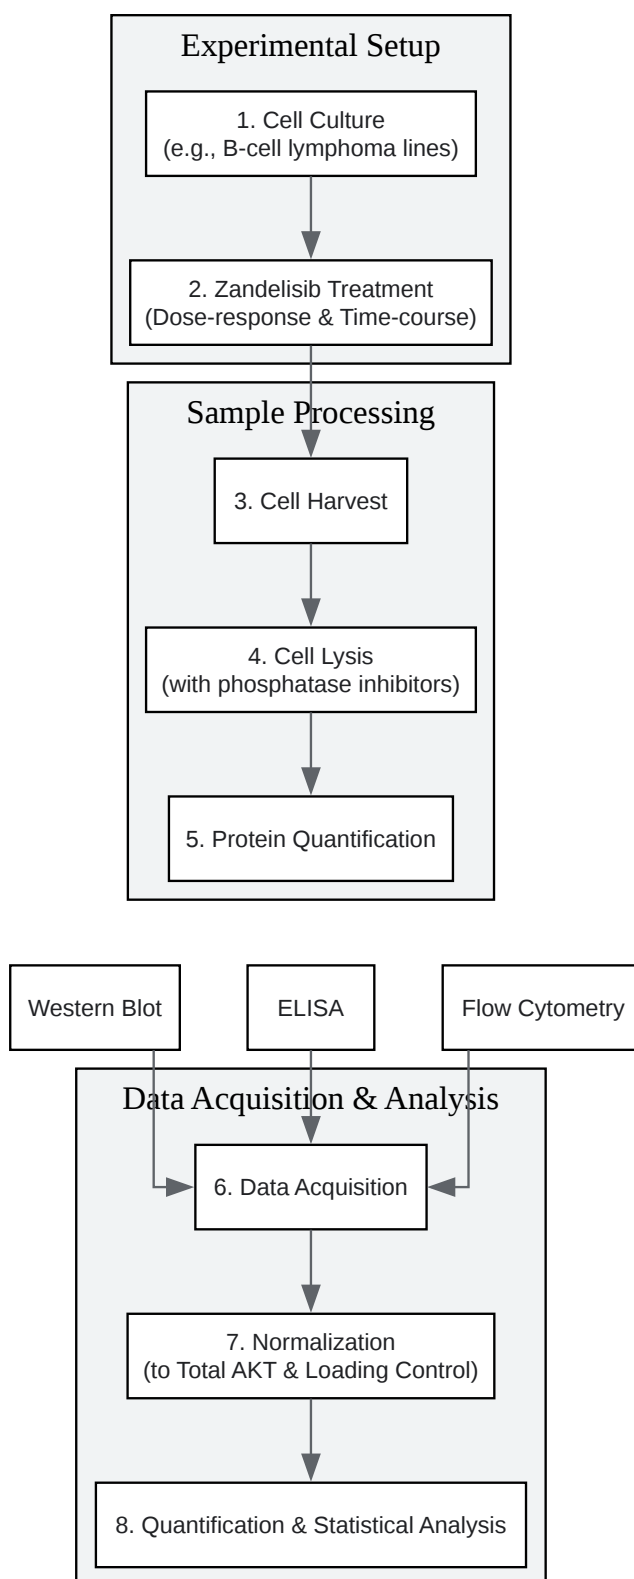 Experimental Setup
1. Cell Culture
(e.g., B-cell lymphoma lines)
2. Zandelisib Treatment
(Dose-response & Time-course)
Sample Processing
3. Cell Harvest
4. Cell Lysis
(with phosphatase inhibitors)
5. Protein Quantification
Western Blot
ELISA
Flow Cytometry
Data Acquisition & Analysis
6. Data Acquisition
7. Normalization
(to Total AKT & Loading Control)
8. Quantification & Statistical Analysis